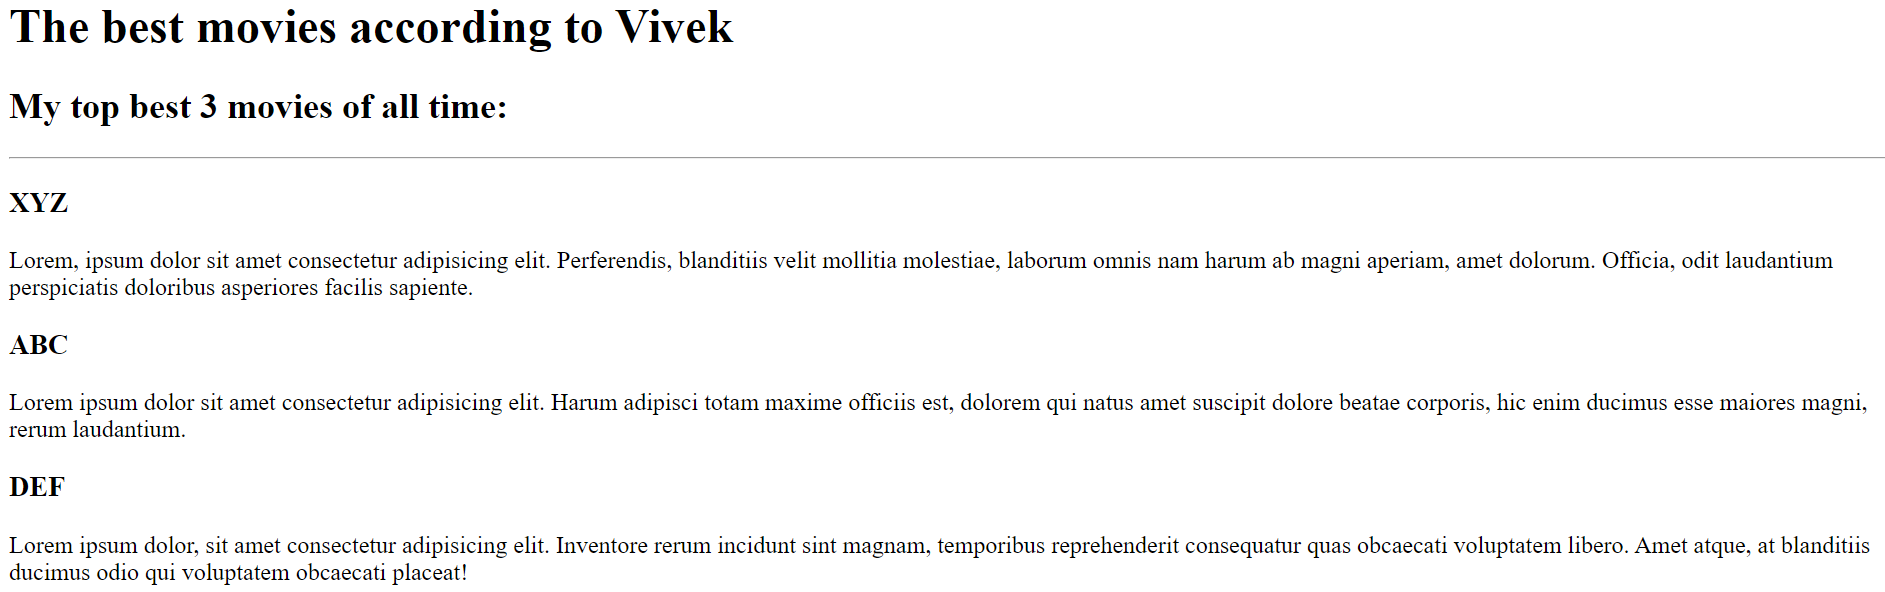 The best movies according to Vivek
My top best 3 movies of all time:
XYZ
Lorem, ipsum dolor sit amet consectetur adipisicing elit. Perferendis, blanditiis velit mollitia molestiae, laborum omnis nam harum ab magni aperiam, amet dolorum. Officia, odit laudantium
perspiciatis doloribus asperiores facilis sapiente.
ABC
Lorem ipsum dolor sit amet consectetur adipisicing elit. Harum adipisci totam maxime officiis est, dolorem qui natus amet suscipit dolore beatae corporis, hic enim ducimus esse maiores magni,
rerum laudantium.
DEF
Lorem ipsum dolor, sit amet consectetur adipisicing elit. Inventore rerum incidunt sint magnam, temporibus reprehenderit consequatur quas obcaecati voluptatem libero. Amet atque, at blanditiis
ducimus odio qui voluptatem obcaecati placeat!